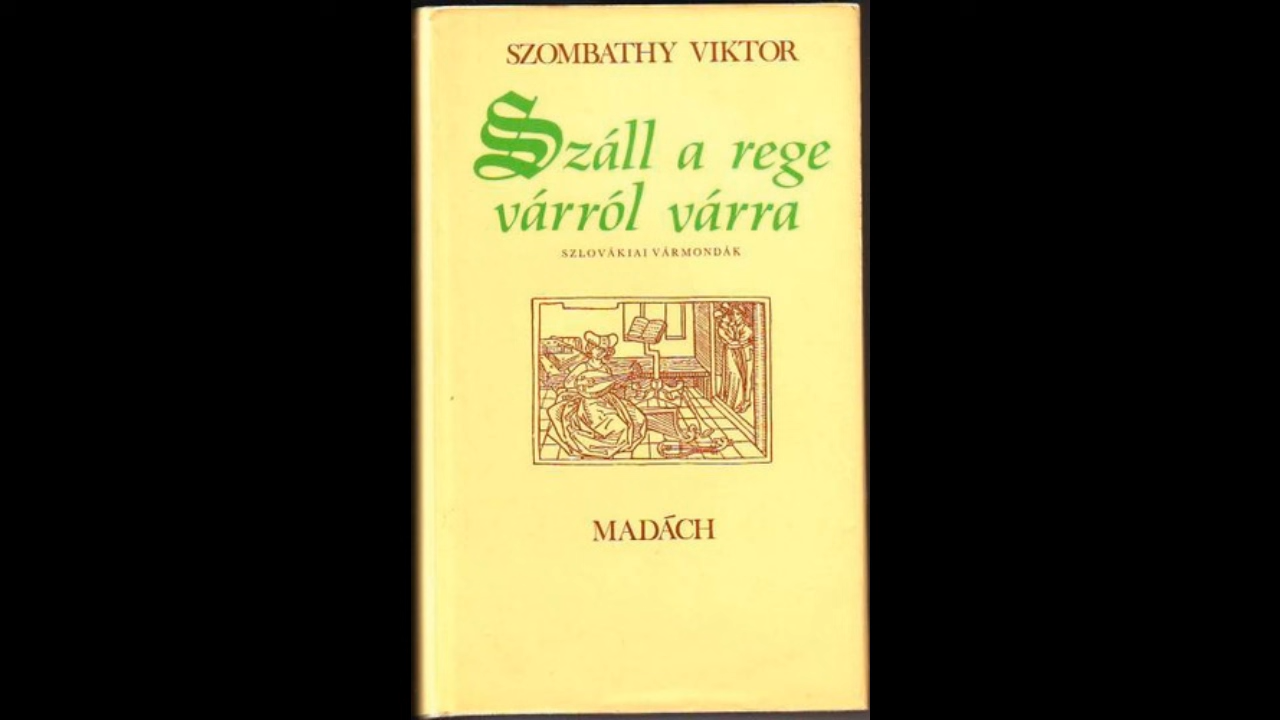 SZOMBATHY VIKTOR
Száll a rege
várról várra
SZLOVÁKIAI VÁRMONDÁK
MADÁCH